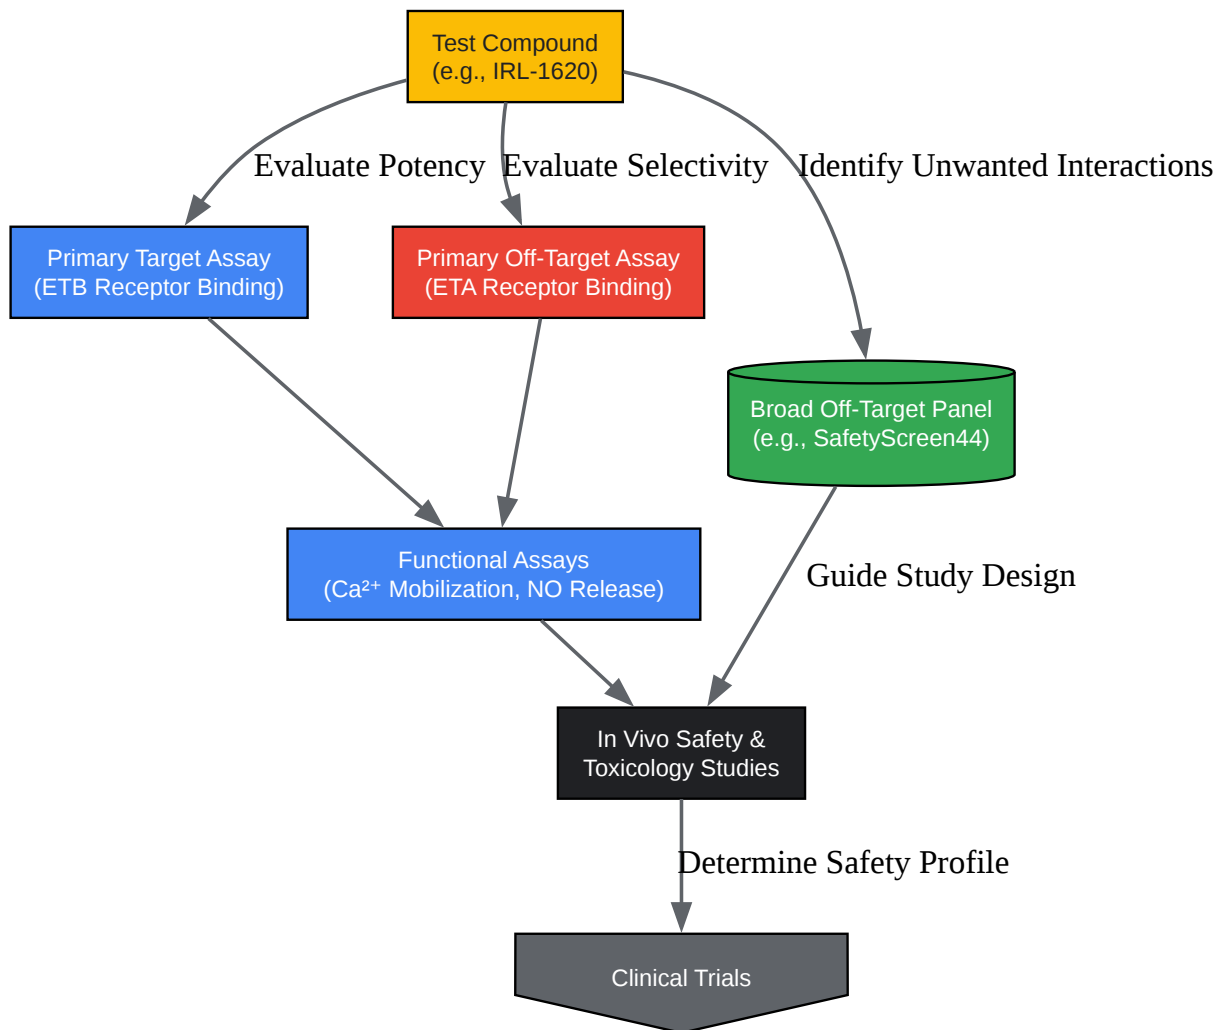 Test Compound
(e.g., IRL-1620)
Evaluate Potency
Evaluate Selectivity
Identify Unwanted Interactions
Primary Target Assay
(ETB Receptor Binding)
Primary Off-Target Assay
(ETA Receptor Binding)
Broad Off-Target Panel
(e.g., SafetyScreen44)
Functional Assays
(Ca²⁺ Mobilization, NO Release)
Guide Study Design
In Vivo Safety &
Toxicology Studies
Determine Safety Profile
Clinical Trials